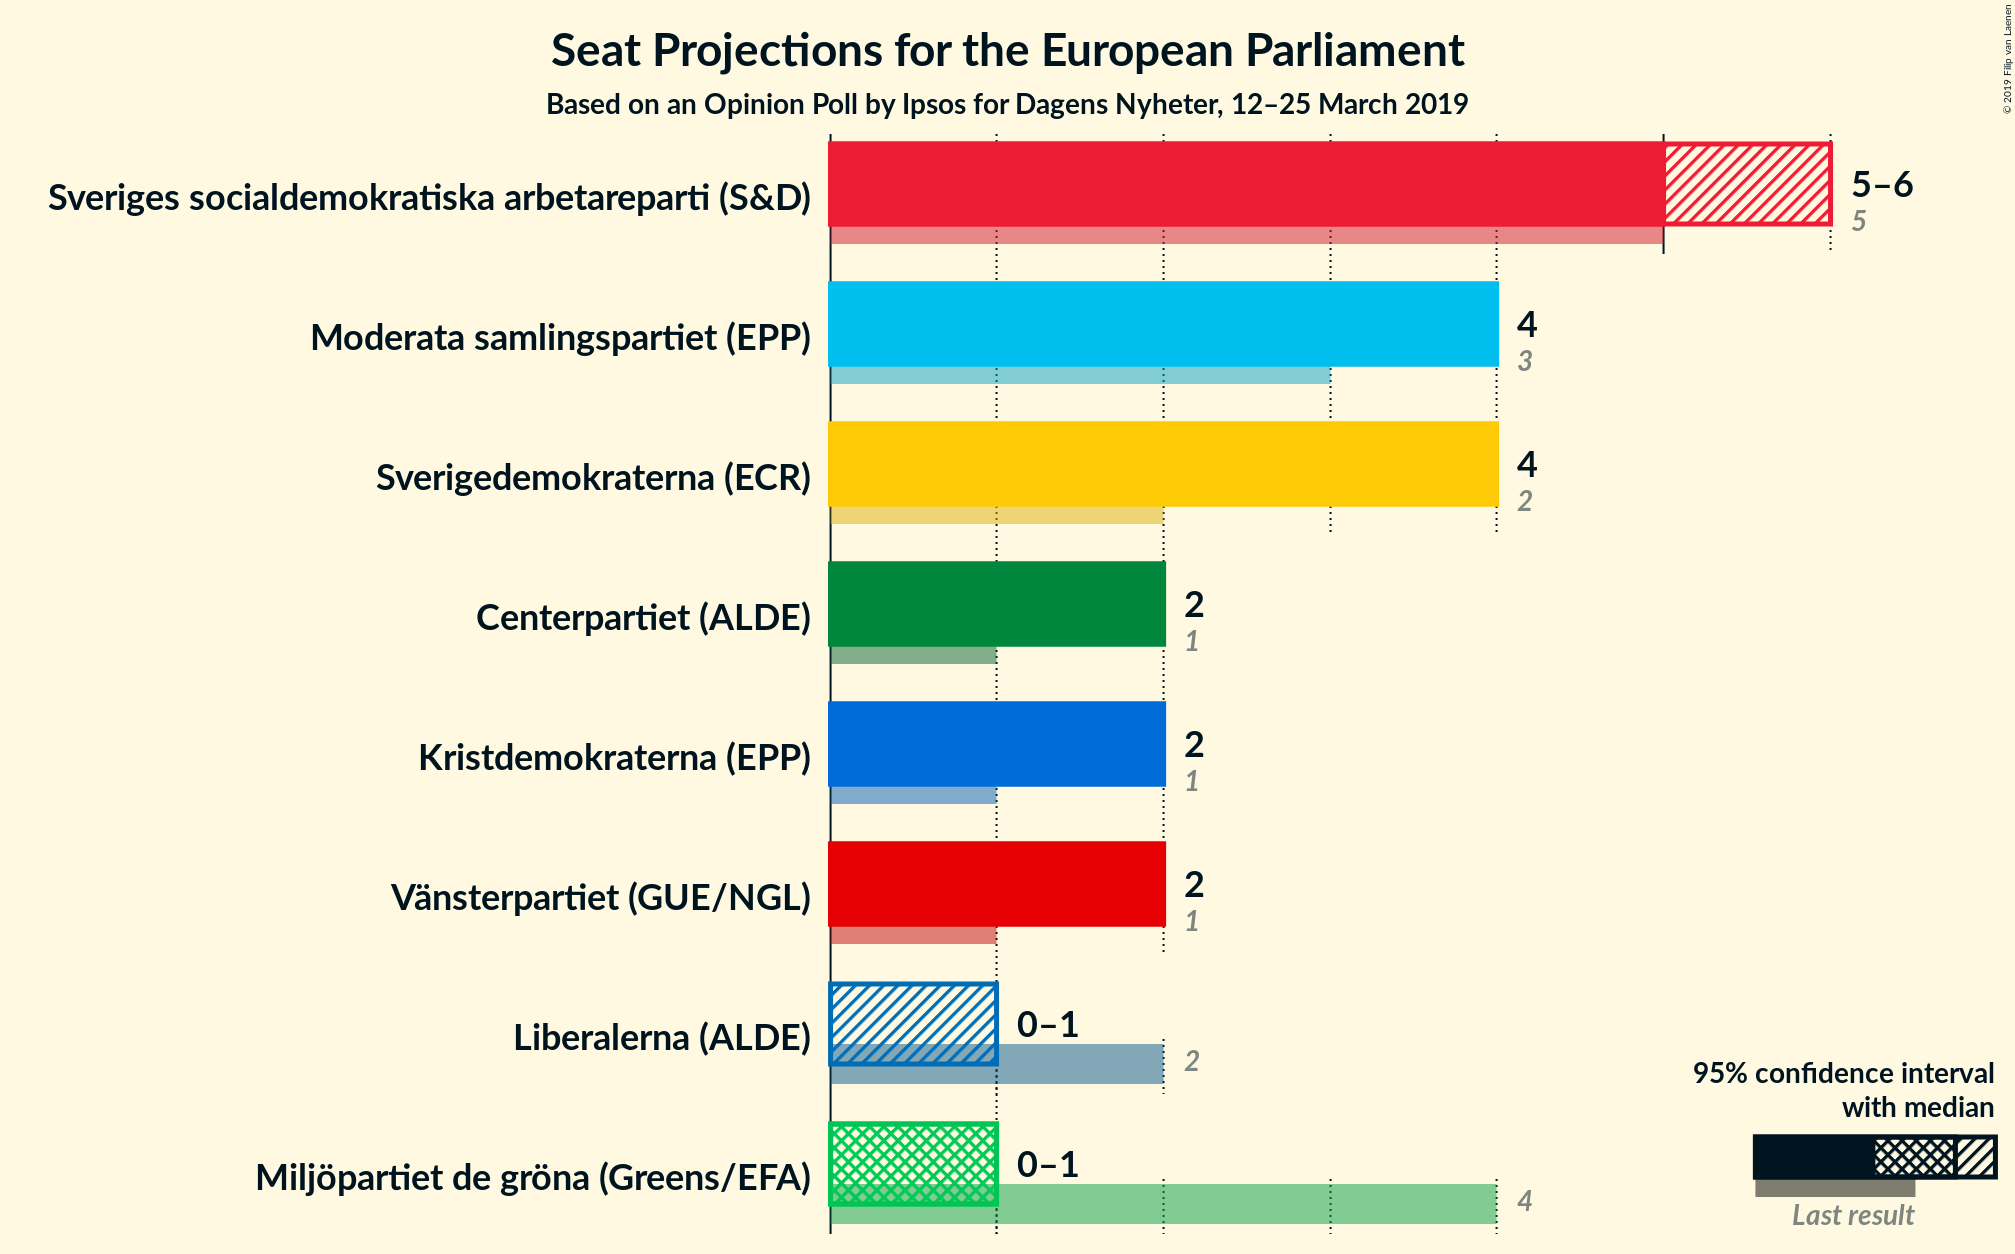 Seat Projections for the European Parliament
Based on an Opinion Poll by Ipsos for Dagens Nyheter, 12–25 March 2019
© 2019 Filip van Laenen
Sveriges socialdemokratiska arbetareparti (S&D)
5–6
5
Moderata samlingspartiet (EPP)
4
3
Sverigedemokraterna (ECR)
4
2
Centerpartiet (ALDE)
2
1
Kristdemokraterna (EPP)
2
1
Vänsterpartiet (GUE/NGL)
2
1
Liberalerna (ALDE)
0–1
2
Miljöpartiet de gröna (Greens/EFA)
0–1
4
95% confidence interval
with median
Last result